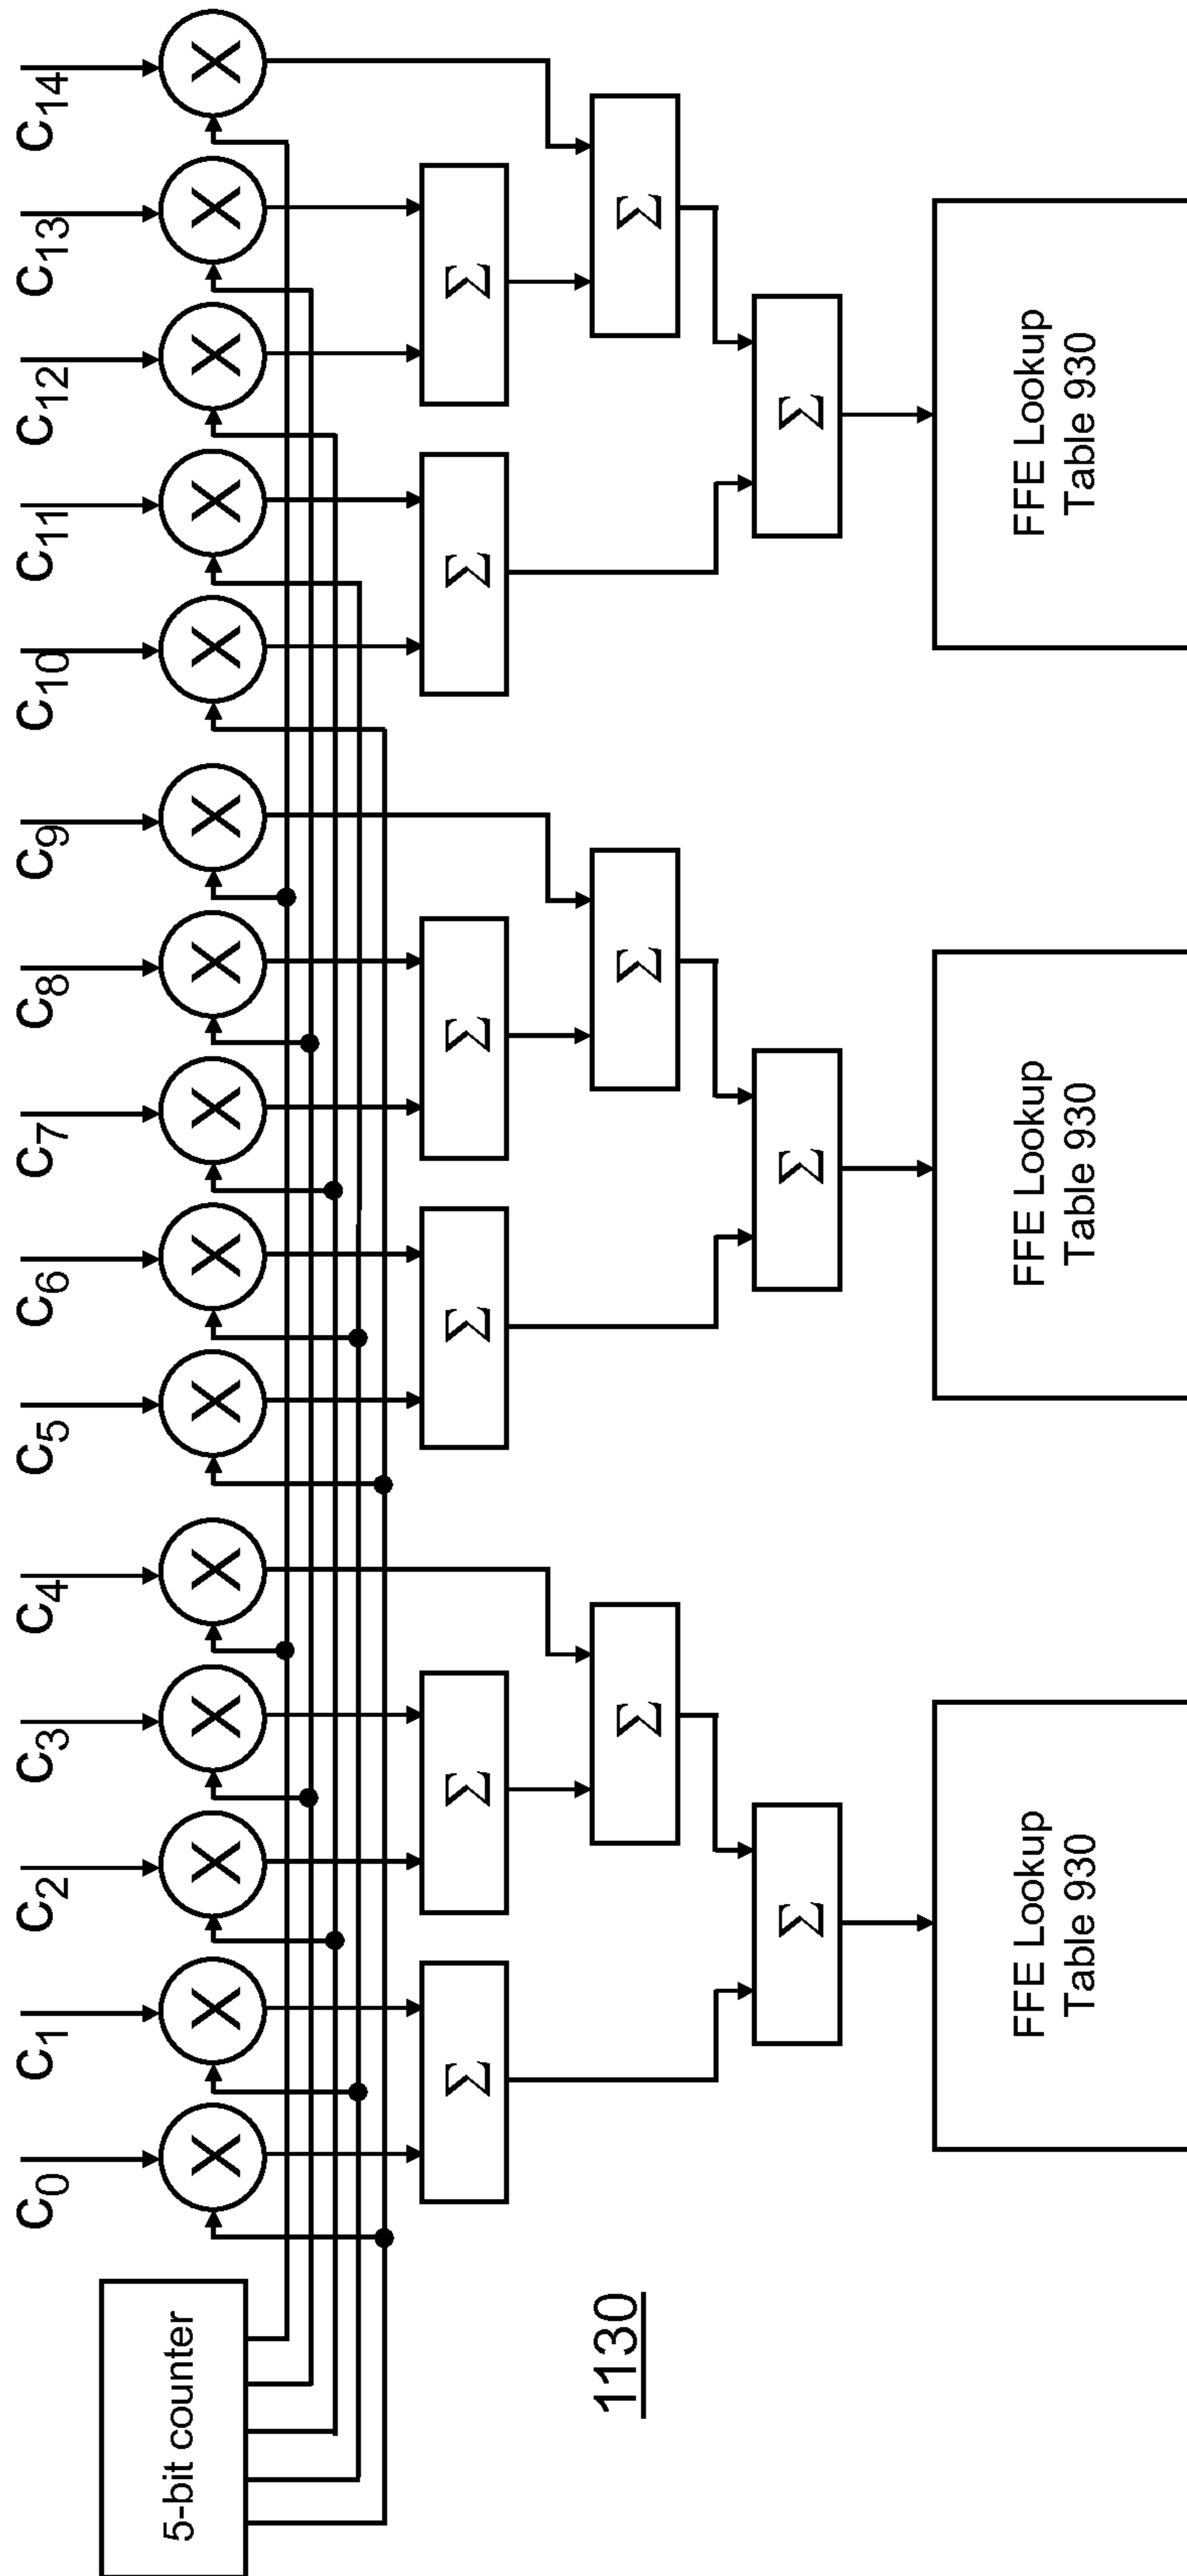 C0 C1 C2 C3 C4 C5 C6 C7 C8 C9 C10 C11 C12 C13 C14
5-bit counter
X X X X X X X X X X X X X X X
Σ Σ Σ Σ Σ Σ
Σ Σ Σ
Σ Σ Σ
1130
FFE Lookup
Table 930
FFE Lookup
Table 930
FFE Lookup
Table 930